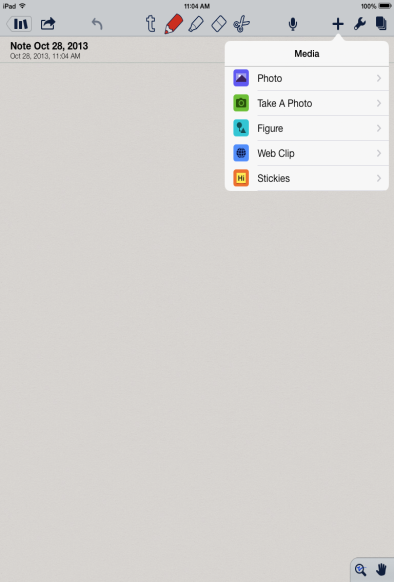 iPad 11:04 AM 100%
t
Note Oct 28, 2013
Oct 28, 2013, 11:04 AM
Media
Photo
Take A Photo
Figure
Web Clip
Hi Stickies